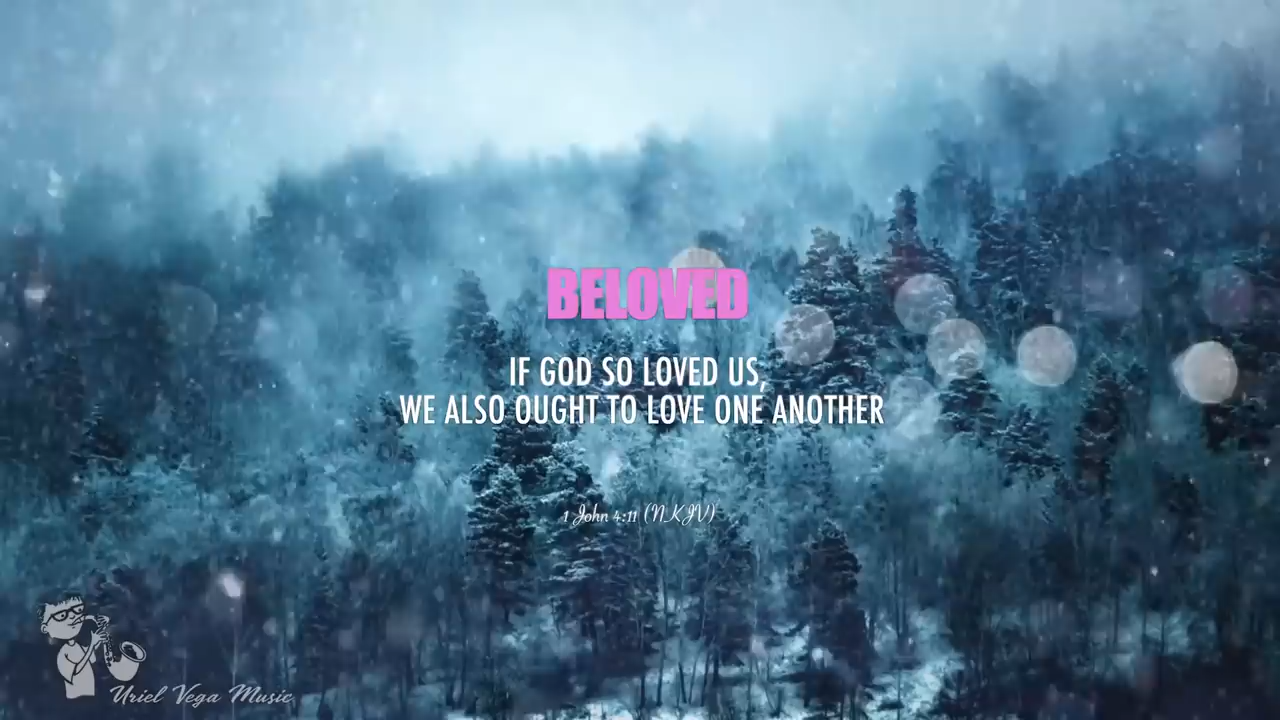 BELOVED
IF GOD SO LOVED US,
WE ALSO OUGHT TO LOVE ONE ANOTHER
1 John 4:11 (NKJV)
Uriel Vega Music